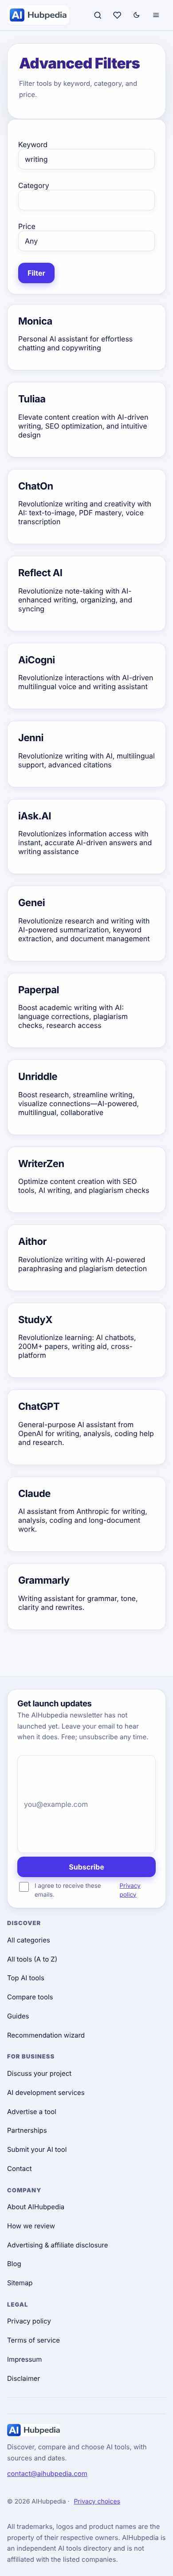 AI Hubpedia
Advanced Filters
Filter tools by keyword, category, and
price.
Keyword
writing
Category
Price
Any
Filter
Monica
Personal AI assistant for effortless
chatting and copywriting
Tuliaa
Elevate content creation with AI-driven
writing, SEO optimization, and intuitive
design
ChatOn
Revolutionize writing and creativity with
AI: text-to-image, PDF mastery, voice
transcription
Reflect AI
Revolutionize note-taking with AI-
enhanced writing, organizing, and
syncing
AiCogni
Revolutionize interactions with AI-driven
multilingual voice and writing assistant
Jenni
Revolutionize writing with AI, multilingual
support, advanced citations
iAsk.AI
Revolutionizes information access with
instant, accurate AI-driven answers and
writing assistance
Genei
Revolutionize research and writing with
AI-powered summarization, keyword
extraction, and document management
Paperpal
Boost academic writing with AI:
language corrections, plagiarism
checks, research access
Unriddle
Boost research, streamline writing,
visualize connections—AI-powered,
multilingual, collaborative
WriterZen
Optimize content creation with SEO
tools, AI writing, and plagiarism checks
Aithor
Revolutionize writing with AI-powered
paraphrasing and plagiarism detection
StudyX
Revolutionize learning: AI chatbots,
200M+ papers, writing aid, cross-
platform
ChatGPT
General-purpose AI assistant from
OpenAI for writing, analysis, coding help
and research.
Claude
AI assistant from Anthropic for writing,
analysis, coding and long-document
work.
Grammarly
Writing assistant for grammar, tone,
clarity and rewrites.
Get launch updates
The AIHubpedia newsletter has not
launched yet. Leave your email to hear
when it does. Free; unsubscribe any time.
you@example.com
Subscribe
I agree to receive these
emails.
Privacy
policy
DISCOVER
All categories
All tools (A to Z)
Top AI tools
Compare tools
Guides
Recommendation wizard
FOR BUSINESS
Discuss your project
AI development services
Advertise a tool
Partnerships
Submit your AI tool
Contact
COMPANY
About AIHubpedia
How we review
Advertising & affiliate disclosure
Blog
Sitemap
LEGAL
Privacy policy
Terms of service
Impressum
Disclaimer
AI Hubpedia
Discover, compare and choose AI tools, with
sources and dates.
contact@aihubpedia.com
© 2026 AIHubpedia · Privacy choices
All trademarks, logos and product names are the
property of their respective owners. AIHubpedia is
an independent AI tools directory and is not
affiliated with the listed companies.